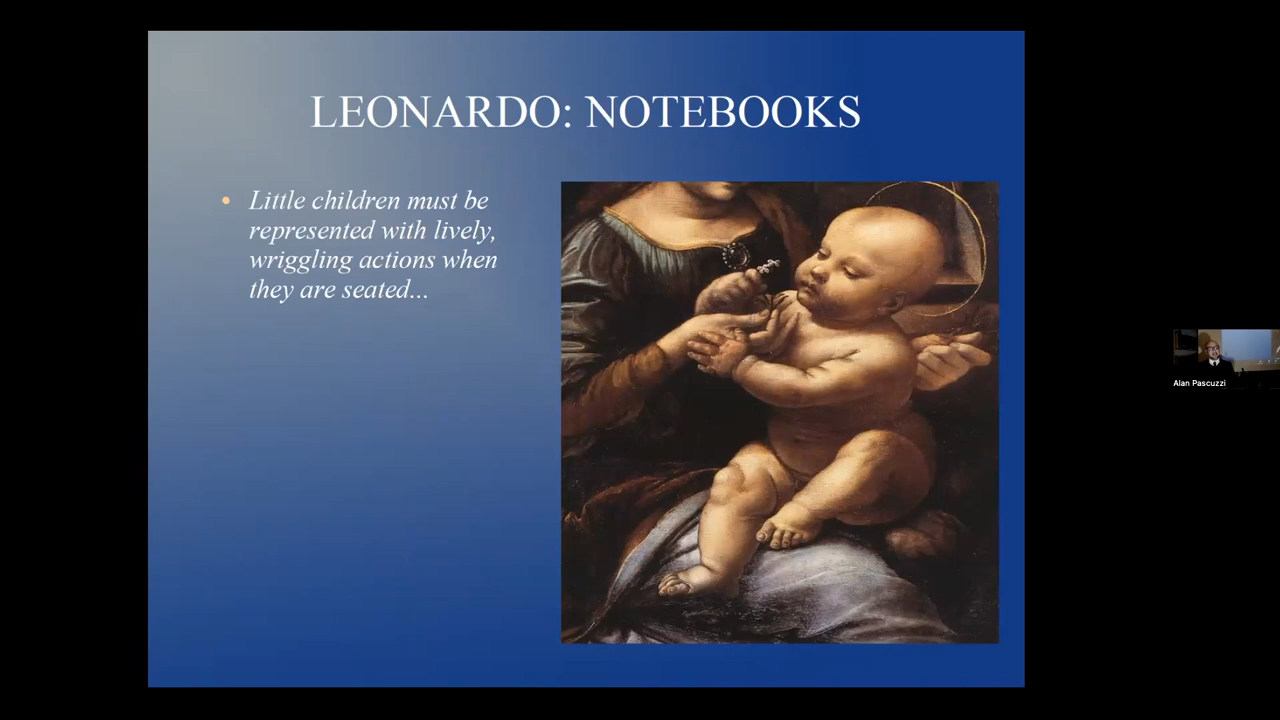 LEONARDO: NOTEBOOKS
• Little children must be
represented with lively,
wriggling actions when
they are seated...
Alan Pascuzzi